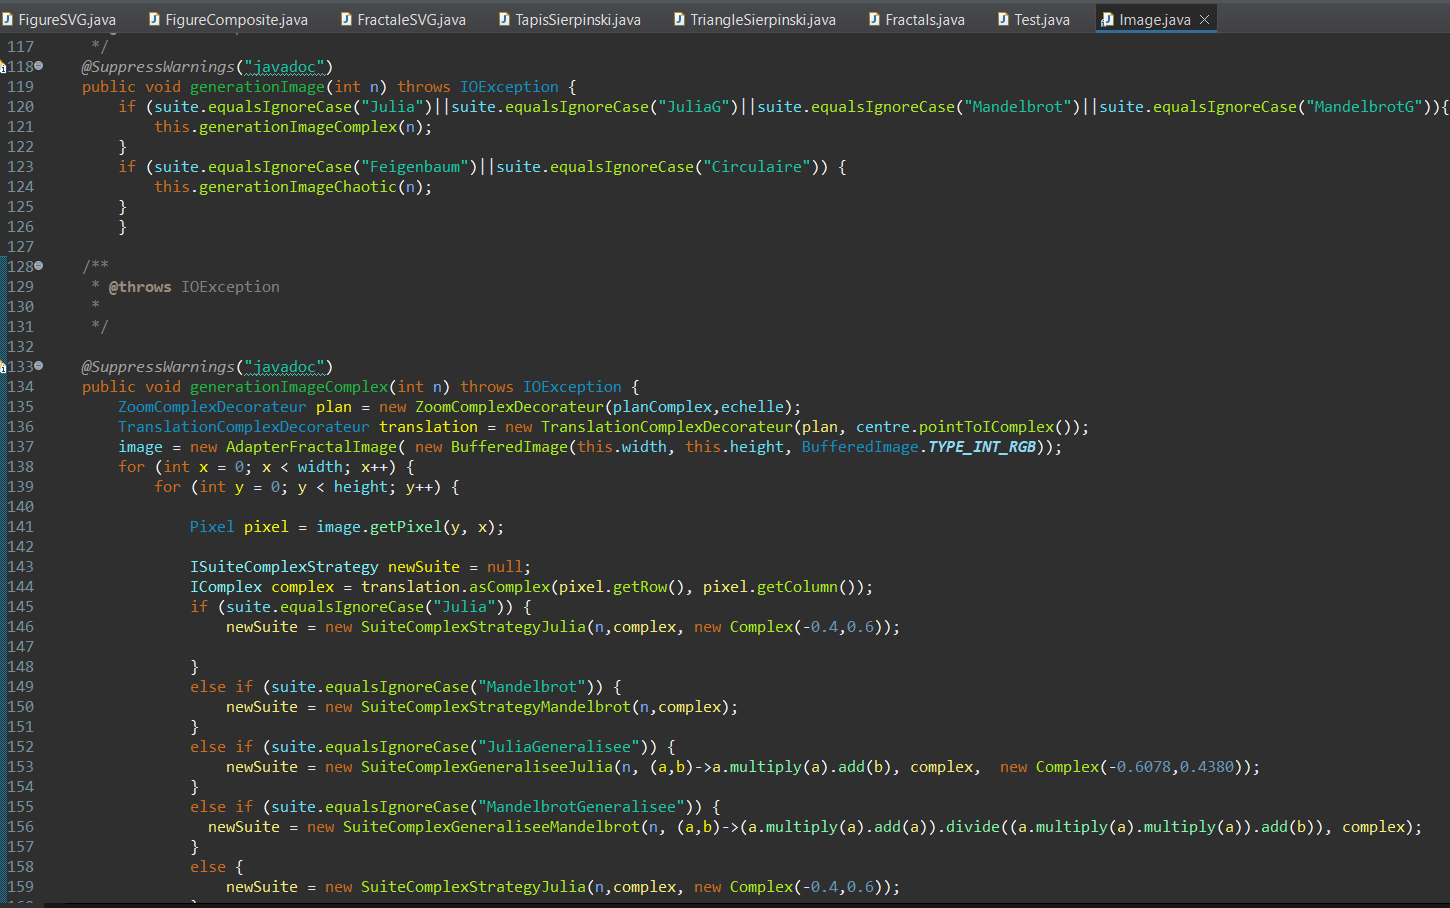 FigureSVG.java FigureComposite.java FractaleSVG.java TapisSierpinski.java TriangleSierpinski.java Fractals.java Test.java Image.java
117 */
118 @SuppressWarnings("javadoc")
119 public void generationImage(int n) throws IOException {
120 if (suite.equalsIgnoreCase("Julia")||suite.equalsIgnoreCase("JuliaG")||suite.equalsIgnoreCase("Mandelbrot")||suite.equalsIgnoreCase("MandelbrotG")){
121 this.generationImageComplex(n);
122 }
123 if (suite.equalsIgnoreCase("Feigenbaum")||suite.equalsIgnoreCase("Circulaire")) {
124 this.generationImageChaotic(n);
125 }
126 }
127
128 /**
129 * @throws IOException
130 *
131 */
132
133 @SuppressWarnings("javadoc")
134 public void generationImageComplex(int n) throws IOException {
135 ZoomComplexDecorateur plan = new ZoomComplexDecorateur(planComplex,echelle);
136 TranslationComplexDecorateur translation = new TranslationComplexDecorateur(plan, centre.pointToIComplex());
137 image = new AdapterFractalImage( new BufferedImage(this.width, this.height, BufferedImage.TYPE_INT_RGB));
138 for (int x = 0; x < width; x++) {
139 for (int y = 0; y < height; y++) {
140
141 Pixel pixel = image.getPixel(y, x);
142
143 ISuiteComplexStrategy newSuite = null;
144 IComplex complex = translation.asComplex(pixel.getRow(), pixel.getColumn());
145 if (suite.equalsIgnoreCase("Julia")) {
146 newSuite = new SuiteComplexStrategyJulia(n,complex, new Complex(-0.4,0.6));
147
148 }
149 else if (suite.equalsIgnoreCase("Mandelbrot")) {
150 newSuite = new SuiteComplexStrategyMandelbrot(n,complex);
151 }
152 else if (suite.equalsIgnoreCase("JuliaGeneralisee")) {
153 newSuite = new SuiteComplexGeneraliseeJulia(n, (a,b)->a.multiply(a).add(b), complex, new Complex(-0.6078,0.4380));
154 }
155 else if (suite.equalsIgnoreCase("MandelbrotGeneralisee")) {
156 newSuite = new SuiteComplexGeneraliseeMandelbrot(n, (a,b)->(a.multiply(a).add(a)).divide((a.multiply(a).multiply(a)).add(b)), complex);
157 }
158 else {
159 newSuite = new SuiteComplexStrategyJulia(n,complex, new Complex(-0.4,0.6));